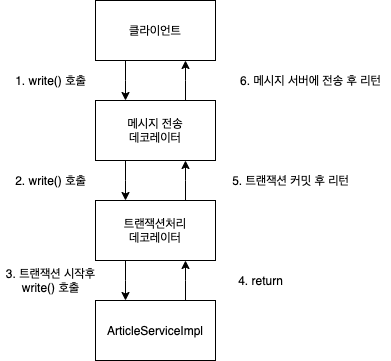 클라이언트
1. write() 호출
6. 메시지 서버에 전송 후 리턴
메시지 전송
데코레이터
2. write() 호출
5. 트랜잭션 커밋 후 리턴
트랜잭션처리
데코레이터
3. 트랜잭션 시작후
write() 호출
4. return
ArticleServiceImpl